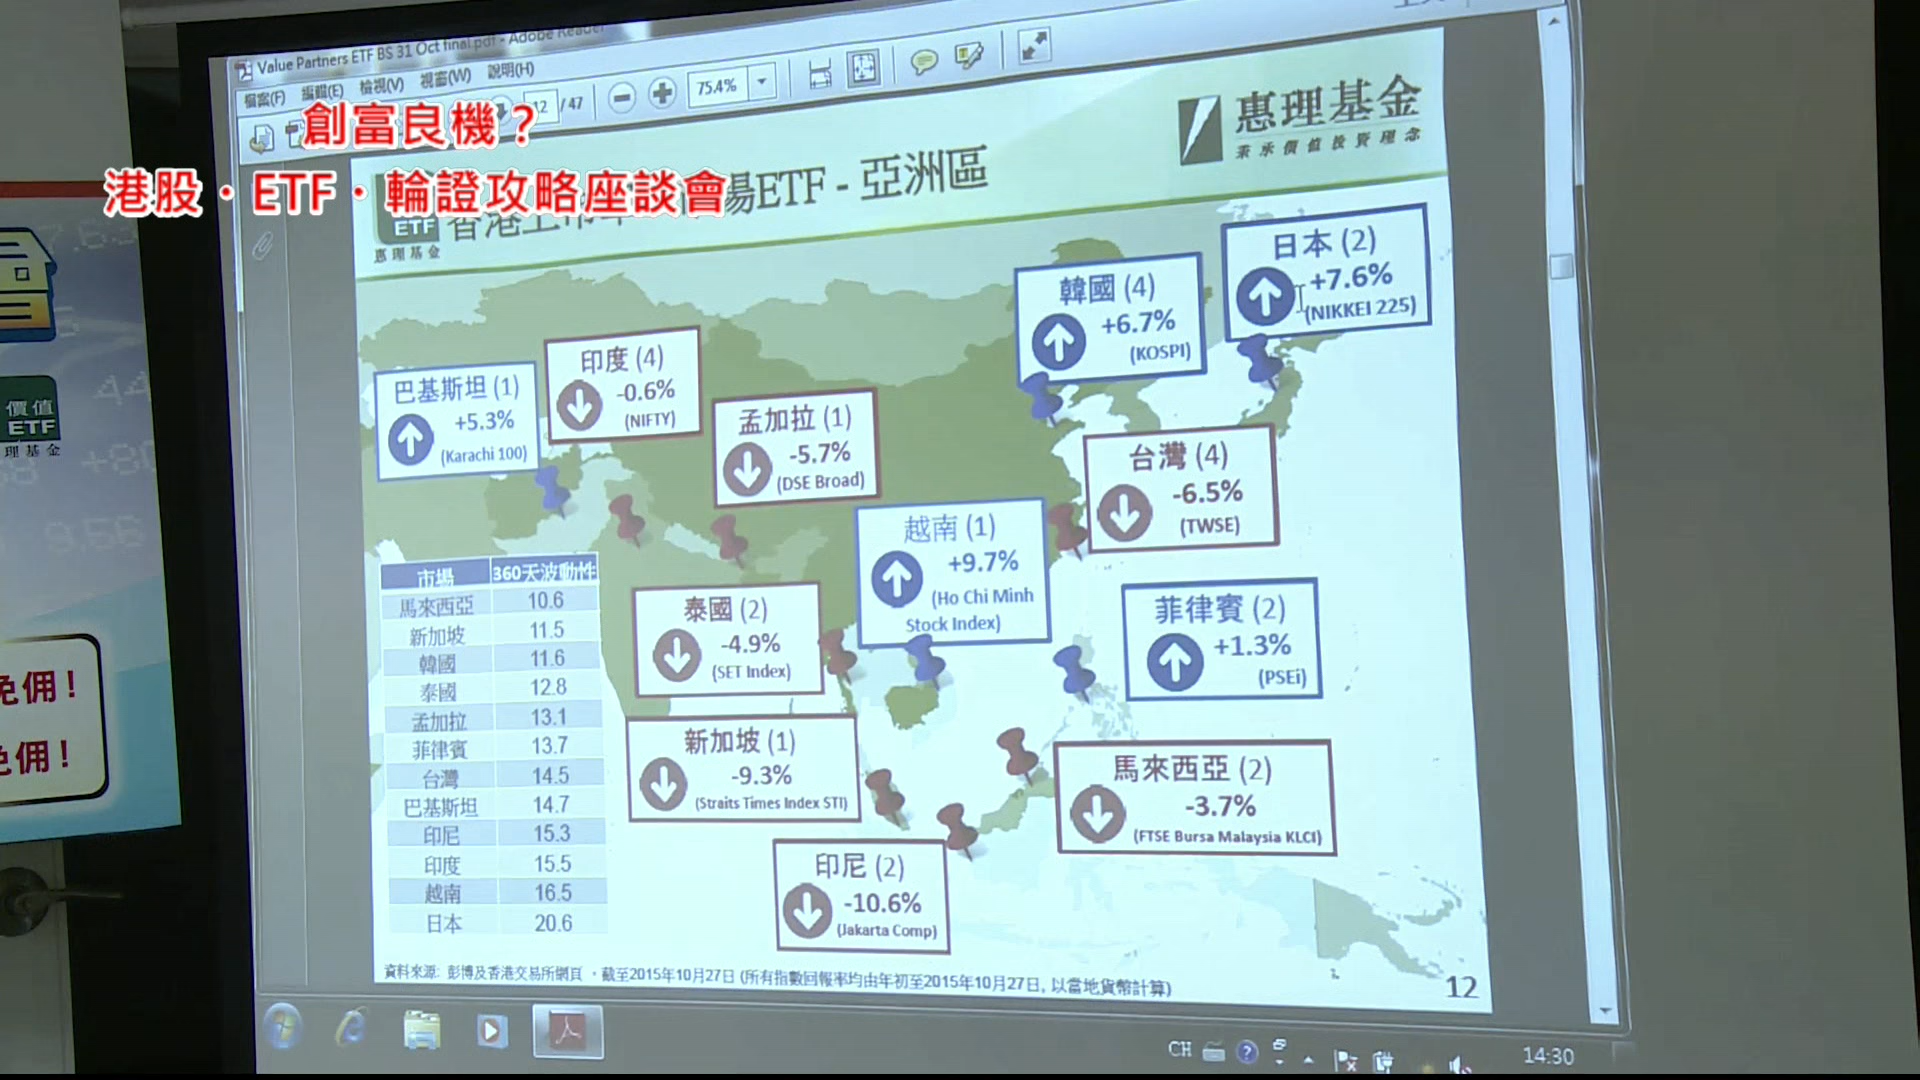 Value Partners ETF BS 31 Oct final.pdf - Adobe Reader
檔案(F) 編輯(E) 檢視(V) 視窗(W) 說明(H)
12 / 47
75.4%
創富良機？
港股．ETF．輪證攻略座談會
場ETF - 亞洲區
惠理基金
秉承價值投資理念
ETF
惠理基金
日本 (2)
+7.6%
(NIKKEI 225)
韓國 (4)
+6.7%
(KOSPI)
印度 (4)
-0.6%
(NIFTY)
巴基斯坦 (1)
+5.3%
(Karachi 100)
孟加拉 (1)
-5.7%
(DSE Broad)
台灣 (4)
-6.5%
(TWSE)
越南 (1)
+9.7%
(Ho Chi Minh
Stock Index)
泰國 (2)
-4.9%
(SET Index)
菲律賓 (2)
+1.3%
(PSEi)
新加坡 (1)
-9.3%
(Straits Times Index STI)
馬來西亞 (2)
-3.7%
(FTSE Bursa Malaysia KLCI)
印尼 (2)
-10.6%
(Jakarta Comp)
市場 360天波動性
馬來西亞 10.6
新加坡 11.5
韓國 11.6
泰國 12.8
孟加拉 13.1
菲律賓 13.7
台灣 14.5
巴基斯坦 14.7
印尼 15.3
印度 15.5
越南 16.5
日本 20.6
資料來源: 彭博及香港交易所網頁，截至2015年10月27日 (所有指數回報率均由年初至2015年10月27日, 以當地貨幣計算)
12
CH
14:30
價值
ETF
理基金
免佣！
免佣！